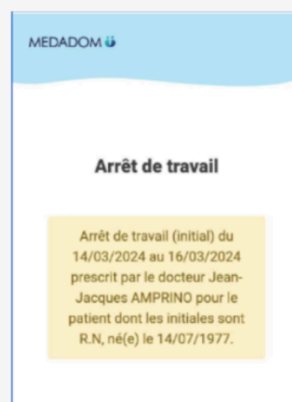 MEDADOM
Arrêt de travail
Arrêt de travail (initial) du
14/03/2024 au 16/03/2024
prescrit par le docteur Jean-
Jacques AMPRINO pour le
patient dont les initiales sont
R.N, né(e) le 14/07/1977.